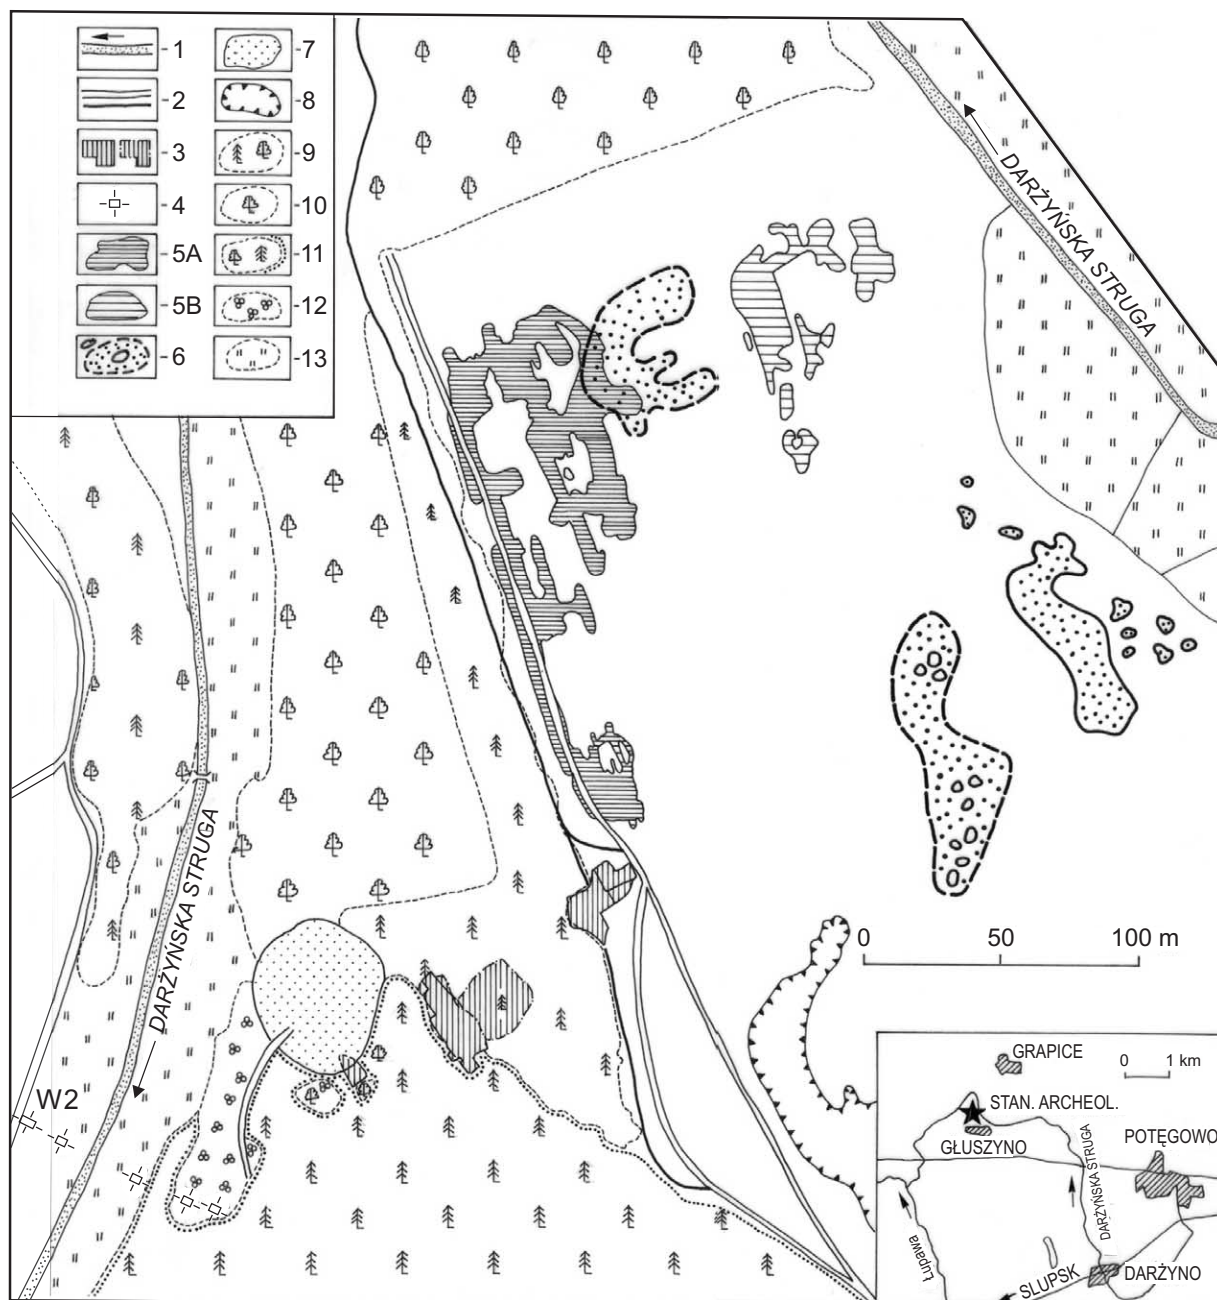 1
2
3
4
5A
5B
6
7
8
9
10
11
12
13
DARŻYŃSKA STRUGA
DARŻYŃSKA STRUGA
W2
0 50 100 m
GRAPICE
0 1 km
STAN. ARCHEOL.
GŁUSZYNO
POTĘGOWO
DARŻYŃSKA STRUGA
Łupawa
SLUPSK
DARŻYNO